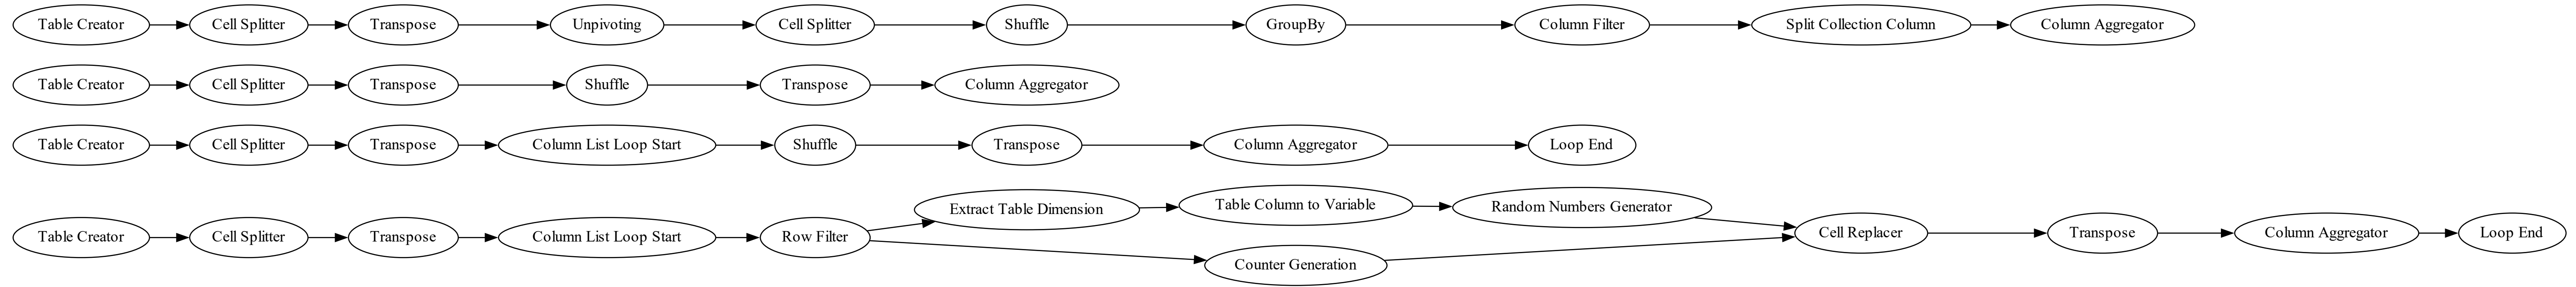 Table Creator
Cell Splitter
Transpose
Unpivoting
Cell Splitter
Shuffle
GroupBy
Column Filter
Split Collection Column
Column Aggregator
Table Creator
Cell Splitter
Transpose
Shuffle
Transpose
Column Aggregator
Table Creator
Cell Splitter
Transpose
Column List Loop Start
Shuffle
Transpose
Column Aggregator
Loop End
Table Creator
Cell Splitter
Transpose
Column List Loop Start
Row Filter
Extract Table Dimension
Table Column to Variable
Random Numbers Generator
Counter Generation
Cell Replacer
Transpose
Column Aggregator
Loop End